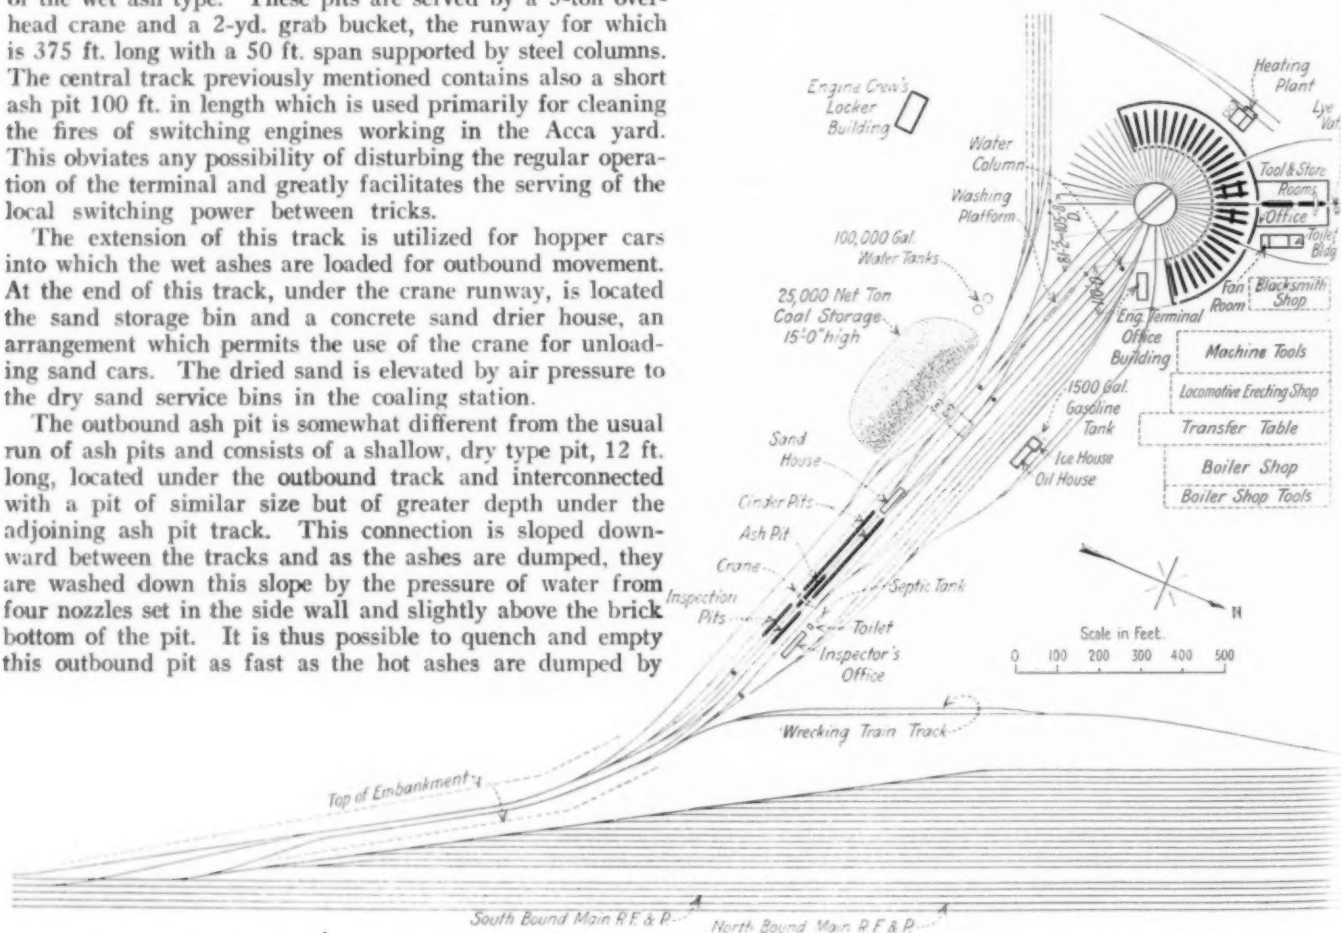 of the wet ash type. These pits are served by a 5-ton over-
head crane and a 2-yd. grab bucket, the runway for which
is 375 ft. long with a 50 ft. span supported by steel columns.
The central track previously mentioned contains also a short
ash pit 100 ft. in length which is used primarily for cleaning
the fires of switching engines working in the Acca yard.
This obviates any possibility of disturbing the regular opera-
tion of the terminal and greatly facilitates the serving of the
local switching power between tricks.
The extension of this track is utilized for hopper cars
into which the wet ashes are loaded for outbound movement.
At the end of this track, under the crane runway, is located
the sand storage bin and a concrete sand drier house, an
arrangement which permits the use of the crane for unload-
ing sand cars. The dried sand is elevated by air pressure to
the dry sand service bins in the coaling station.
The outbound ash pit is somewhat different from the usual
run of ash pits and consists of a shallow, dry type pit, 12 ft.
long, located under the outbound track and interconnected
with a pit of similar size but of greater depth under the
adjoining ash pit track. This connection is sloped down-
ward between the tracks and as the ashes are dumped, they
are washed down this slope by the pressure of water from
four nozzles set in the side wall and slightly above the brick
bottom of the pit. It is thus possible to quench and empty
this outbound pit as fast as the hot ashes are dumped by
Engine Crew's
Locker
Building
Heating
Plant
Lye
Vat
Water
Column
Washing
Platform
Tool & Store
Rooms
Office
Toilet
Bldg
Fan
Room
Blacksmith
Shop
100,000 Gal.
Water Tanks
25,000 Net Ton
Coal Storage
15'-0" high
110'-0"
Eng. Terminal
Office
Building
Machine Tools
Locomotive Erecting Shop
Transfer Table
Boiler Shop
Boiler Shop Tools
1500 Gal.
Gasoline
Tank
Ice House
Oil House
Sand
House
Cinder Pits
Ash Pit
Crane
Inspection
Pits
Septic Tank
Toilet
Inspector's
Office
N
Scale in Feet.
0 100 200 300 400 500
Wrecking Train Track
Top of Embankment
South Bound Main R.F. & P.
North Bound Main R.F. & P.